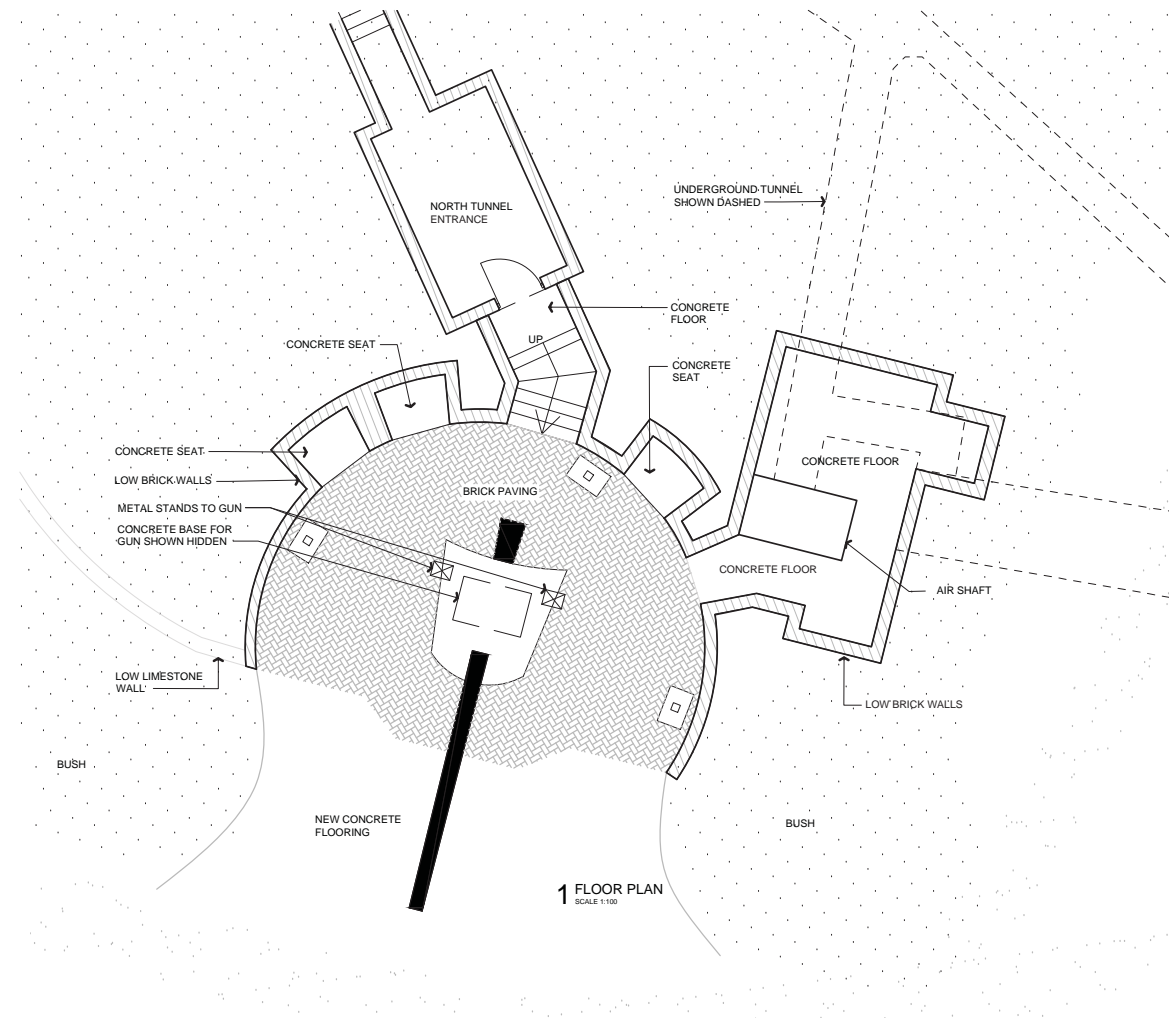 UNDERGROUND TUNNEL
SHOWN DASHED
NORTH TUNNEL
ENTRANCE
CONCRETE
FLOOR
UP
CONCRETE SEAT
CONCRETE
SEAT
CONCRETE SEAT
CONCRETE FLOOR
LOW BRICK WALLS
BRICK PAVING
METAL STANDS TO GUN
CONCRETE BASE FOR
GUN SHOWN HIDDEN
CONCRETE FLOOR
AIR SHAFT
LOW LIMESTONE
WALL
LOW BRICK WALLS
BUSH
NEW CONCRETE
FLOORING
BUSH
1 FLOOR PLAN
SCALE 1:100